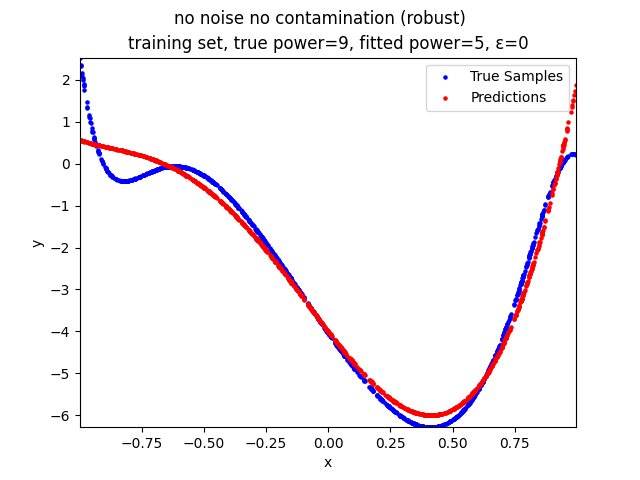 no noise no contamination (robust)
training set, true power=9, fitted power=5, ε=0
True Samples
Predictions
2
1
0
−1
−2
−3
−4
−5
−6
y
−0.75 −0.50 −0.25 0.00 0.25 0.50 0.75
x